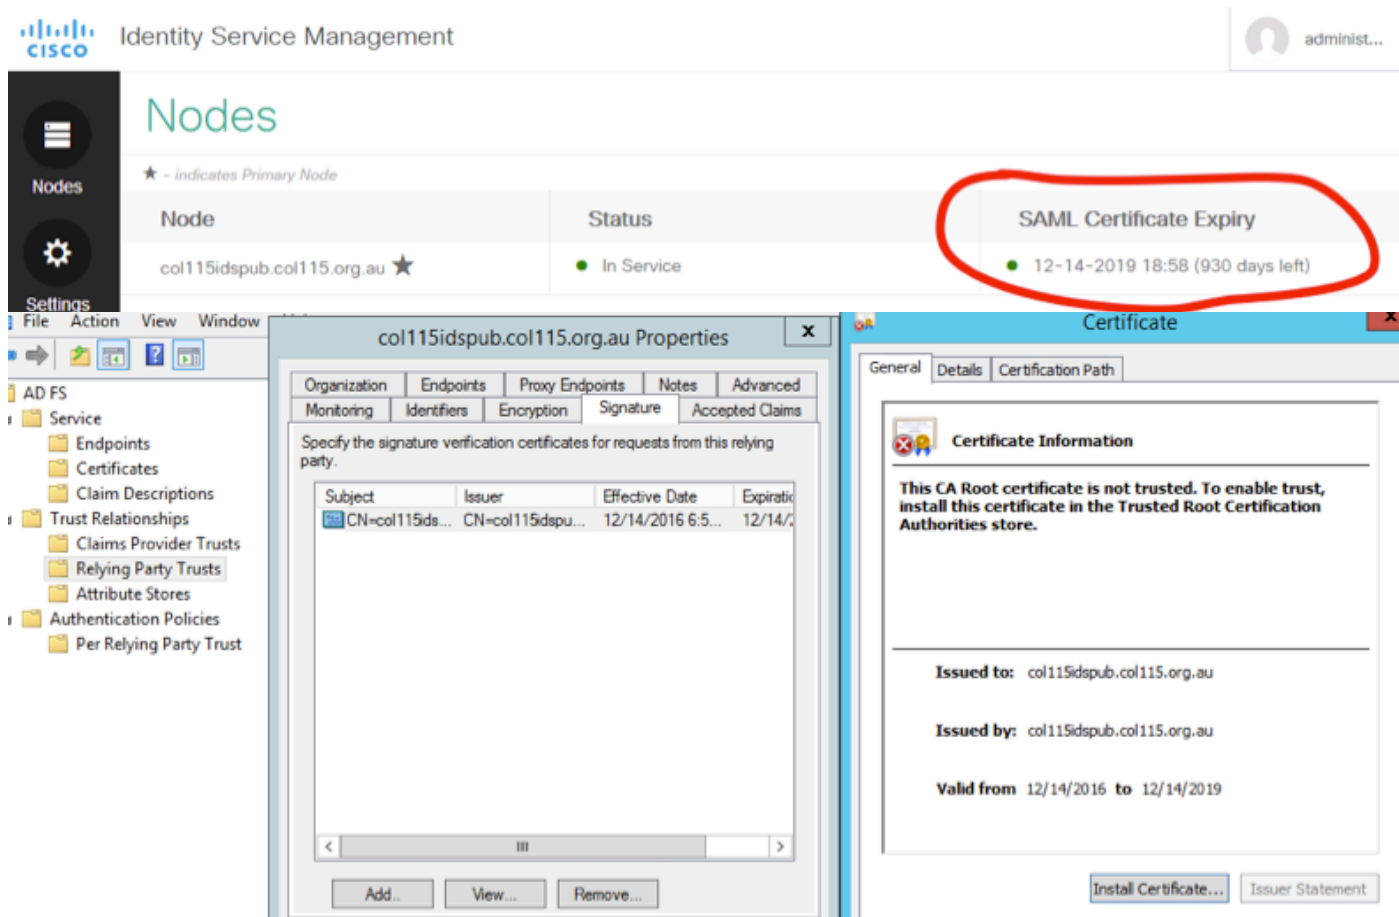 CISCO
Identity Service Management
administ...
Nodes
Nodes
★ - indicates Primary Node
Node
Status
SAML Certificate Expiry
col115idspub.col115.org.au ★
In Service
12-14-2019 18:58 (930 days left)
Settings
File Action View Window
AD FS
Service
Endpoints
Certificates
Claim Descriptions
Trust Relationships
Claims Provider Trusts
Relying Party Trusts
Attribute Stores
Authentication Policies
Per Relying Party Trust
col115idspub.col115.org.au Properties
x
Organization Endpoints Proxy Endpoints Notes Advanced
Monitoring Identifiers Encryption Signature Accepted Claims
Specify the signature verification certificates for requests from this relying
party.
Subject Issuer Effective Date Expiratic
CN=col115ids... CN=col115idspu... 12/14/2016 6:5... 12/14/2
Add.. View... Remove...
Certificate
x
General Details Certification Path
Certificate Information
This CA Root certificate is not trusted. To enable trust,
install this certificate in the Trusted Root Certification
Authorities store.
Issued to: col115idspub.col115.org.au
Issued by: col115idspub.col115.org.au
Valid from 12/14/2016 to 12/14/2019
Install Certificate... Issuer Statement